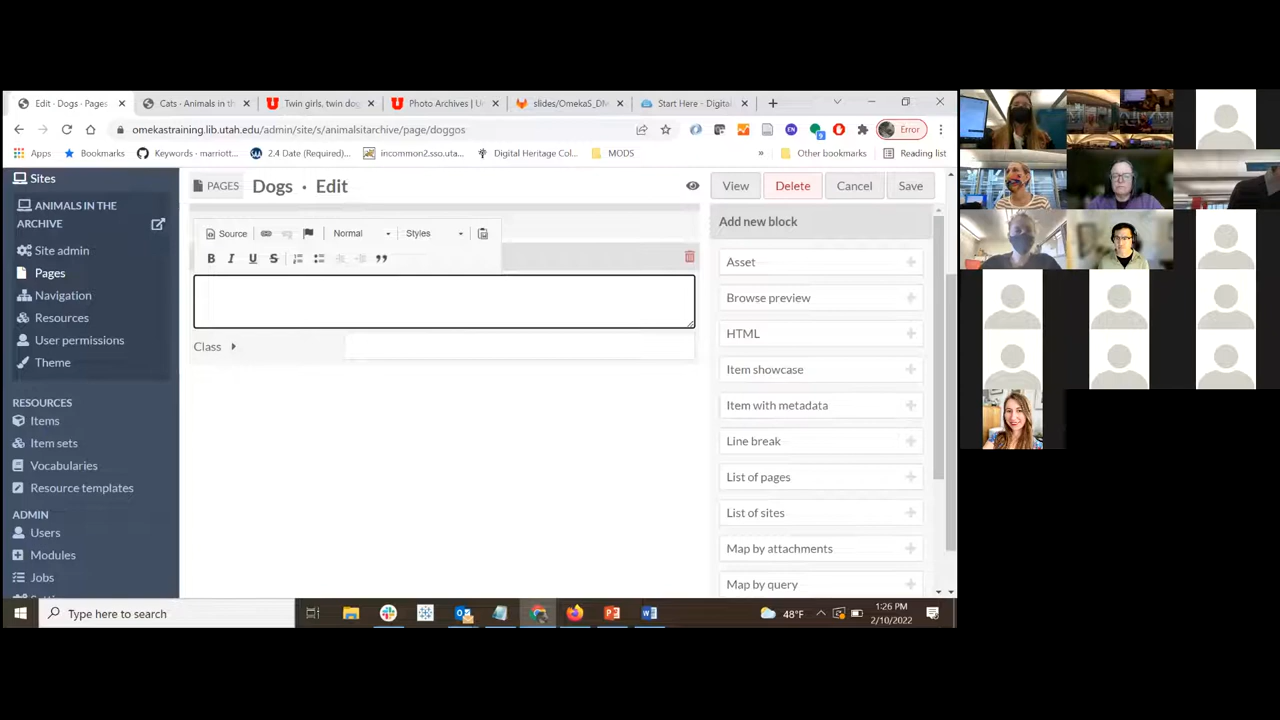 Edit · Dogs · Pages
Cats · Animals in th
Twin girls, twin dog
Photo Archives | U
slides/OmekaS_DM
Start Here - Digital
omekastraining.lib.utah.edu/admin/site/s/animalsitarchive/page/doggos
Error
Apps
Bookmarks
Keywords · marriott...
2.4 Date (Required)...
incommon2.sso.uta...
Digital Heritage Col...
MODS
»
Other bookmarks
Reading list
Sites
ANIMALS IN THE
ARCHIVE
Site admin
Pages
Navigation
Resources
User permissions
Theme
RESOURCES
Items
Item sets
Vocabularies
Resource templates
ADMIN
Users
Modules
Jobs
PAGES
Dogs · Edit
View
Delete
Cancel
Save
Source
Normal
Styles
B I U S
Class
Add new block
Asset
Browse preview
HTML
Item showcase
Item with metadata
Line break
List of pages
List of sites
Map by attachments
Map by query
Type here to search
48°F
1:26 PM
2/10/2022